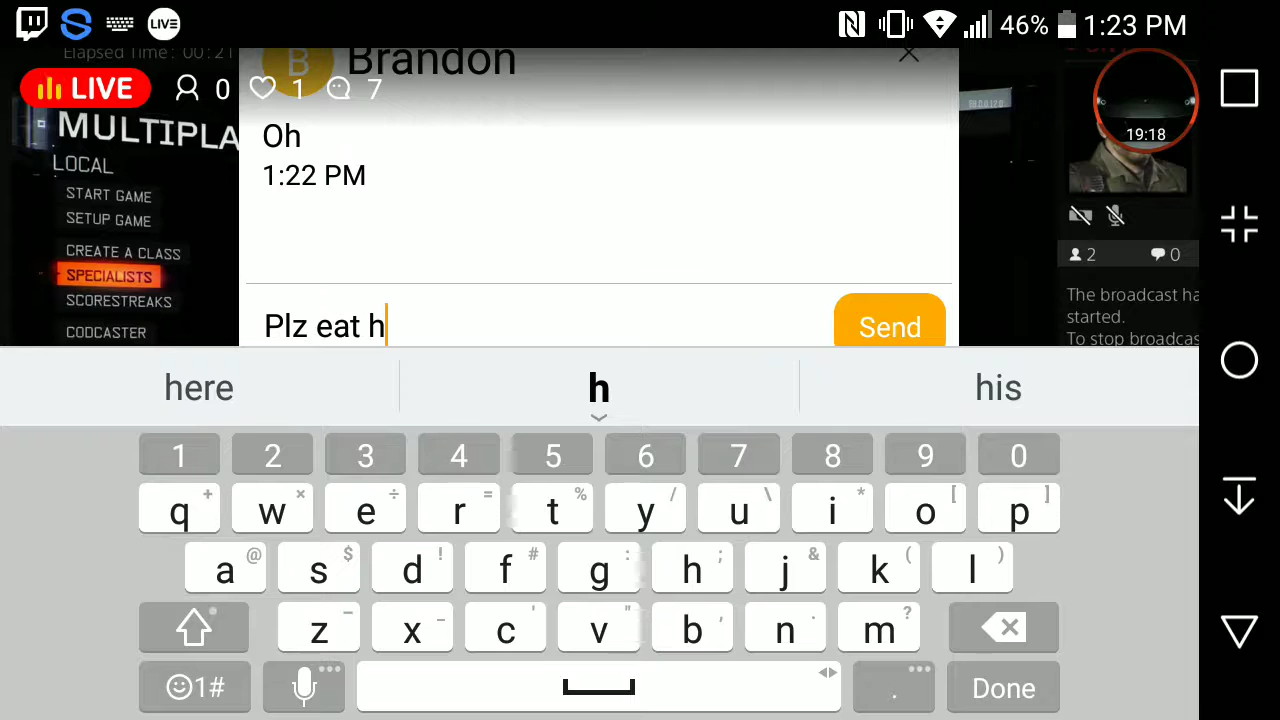 LIVE
46% 1:23 PM
Elapsed Time: 00:21
B Brandon
LIVE 0 1 7
Oh
1:22 PM
19:18
MULTIPLA
LOCAL
START GAME
SETUP GAME
CREATE A CLASS
SPECIALISTS
SCORESTREAKS
CODCASTER
2 0
The broadcast ha
started.
To stop broadcas
Plz eat h
Send
here h his
1 2 3 4 5 6 7 8 9 0
q + w × e ÷ r = t % y / u \ i * o [ p ]
a @ s $ d ! f # g : h ; j & k ( l )
z – x _ c ' v " b , n . m ?
1# . Done